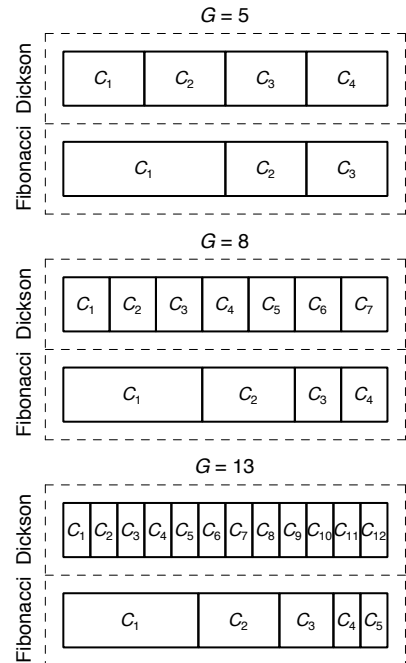 G = 5
Dickson
C1 C2 C3 C4
Fibonacci
C1 C2 C3
G = 8
Dickson
C1 C2 C3 C4 C5 C6 C7
Fibonacci
C1 C2 C3 C4
G = 13
Dickson
C1 C2 C3 C4 C5 C6 C7 C8 C9 C10 C11 C12
Fibonacci
C1 C2 C3 C4 C5